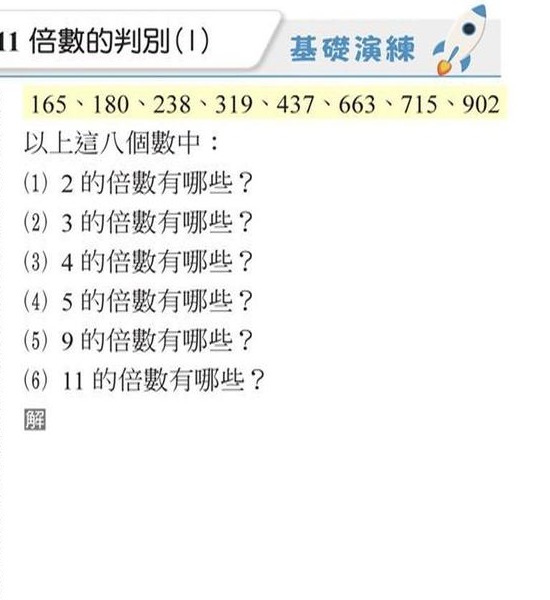 11 倍數的判別(1)
基礎演練
165、180、238、319、437、663、715、902
以上這八個數中：
⑴ 2 的倍數有哪些？
⑵ 3 的倍數有哪些？
⑶ 4 的倍數有哪些？
⑷ 5 的倍數有哪些？
⑸ 9 的倍數有哪些？
⑹ 11 的倍數有哪些？
解